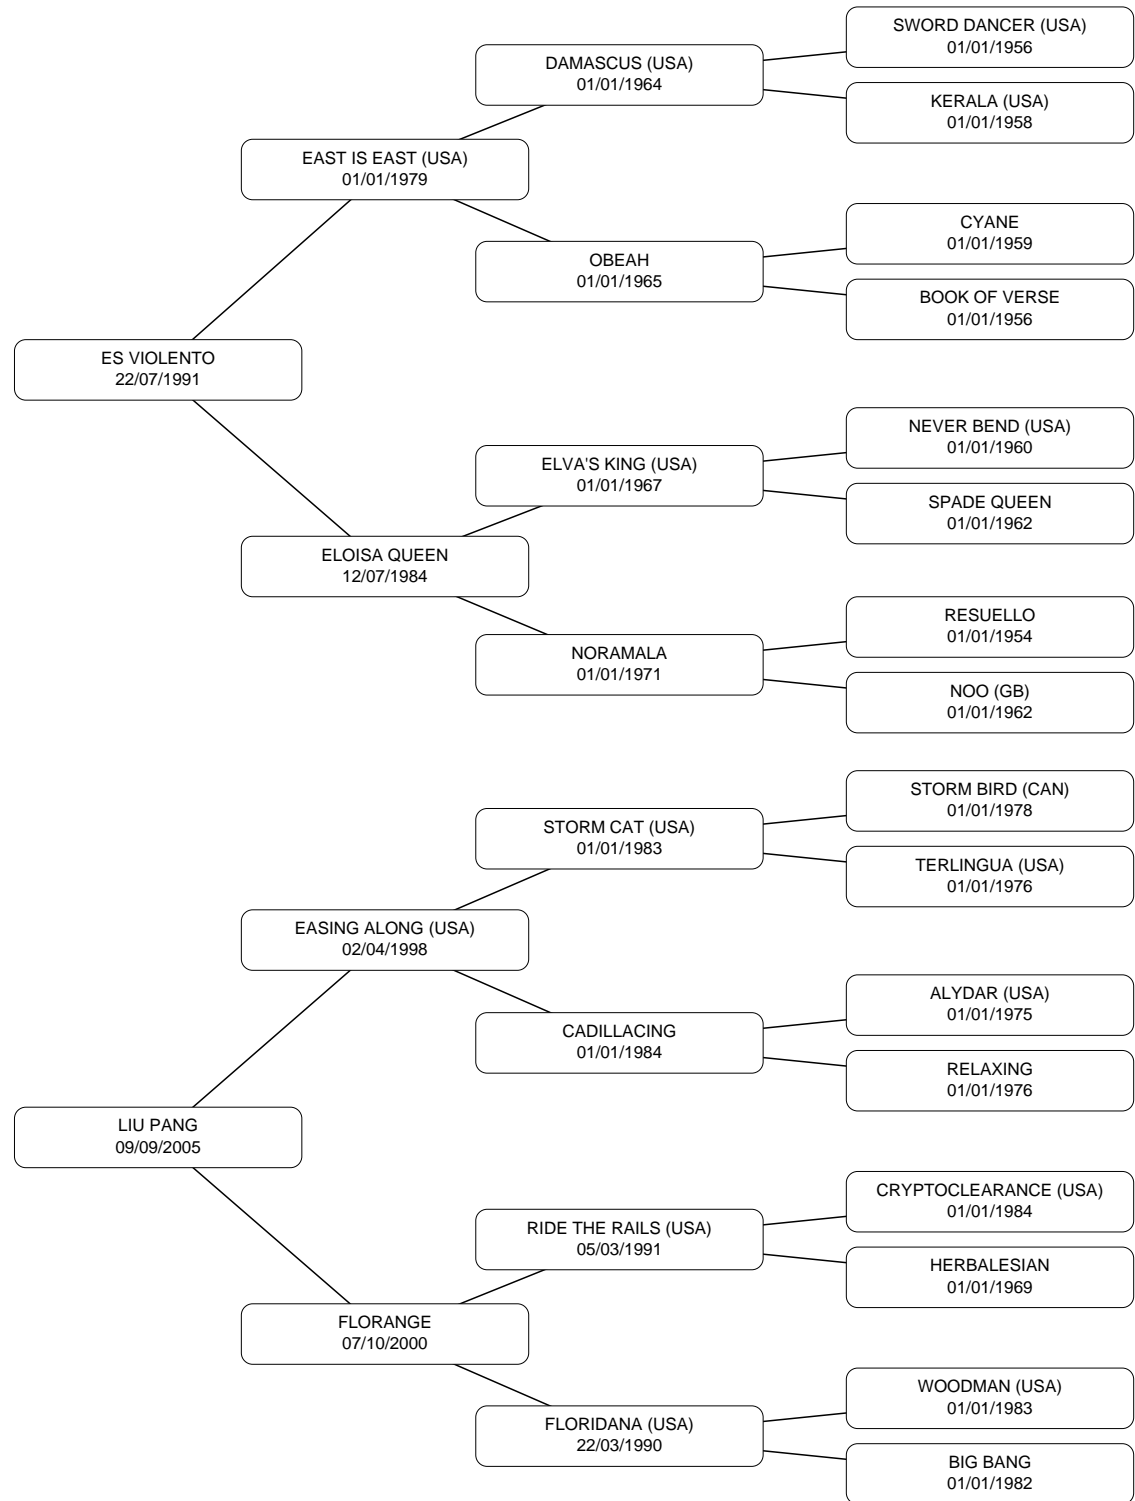 SWORD DANCER (USA)
01/01/1956
DAMASCUS (USA)
01/01/1964
KERALA (USA)
01/01/1958
EAST IS EAST (USA)
01/01/1979
CYANE
01/01/1959
OBEAH
01/01/1965
BOOK OF VERSE
01/01/1956
ES VIOLENTO
22/07/1991
NEVER BEND (USA)
01/01/1960
ELVA'S KING (USA)
01/01/1967
SPADE QUEEN
01/01/1962
ELOISA QUEEN
12/07/1984
RESUELLO
01/01/1954
NORAMALA
01/01/1971
NOO (GB)
01/01/1962
STORM BIRD (CAN)
01/01/1978
STORM CAT (USA)
01/01/1983
TERLINGUA (USA)
01/01/1976
EASING ALONG (USA)
02/04/1998
ALYDAR (USA)
01/01/1975
CADILLACING
01/01/1984
RELAXING
01/01/1976
LIU PANG
09/09/2005
CRYPTOCLEARANCE (USA)
01/01/1984
RIDE THE RAILS (USA)
05/03/1991
HERBALESIAN
01/01/1969
FLORANGE
07/10/2000
WOODMAN (USA)
01/01/1983
FLORIDANA (USA)
22/03/1990
BIG BANG
01/01/1982